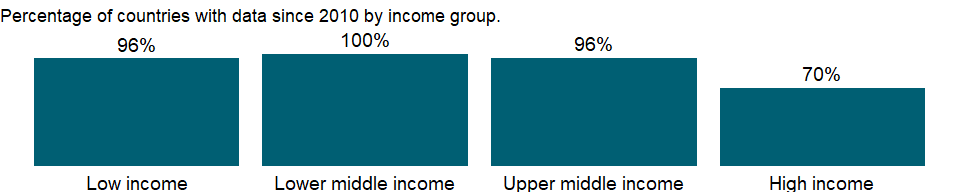 Percentage of countries with data since 2010 by income group.
96% 100% 96% 70%
Low income Lower middle income Upper middle income High income